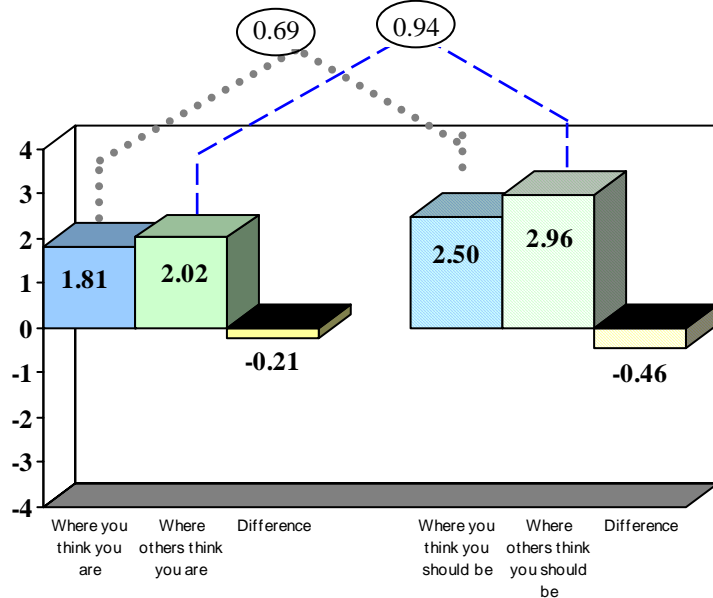 0.69
0.94
4
3
2
1
0
-1
-2
-3
-4
1.81
2.02
-0.21
2.50
2.96
-0.46
Where you
think you
are
Where
others think
you are
Difference
Where you
think you
should be
Where
others think
you should
be
Difference